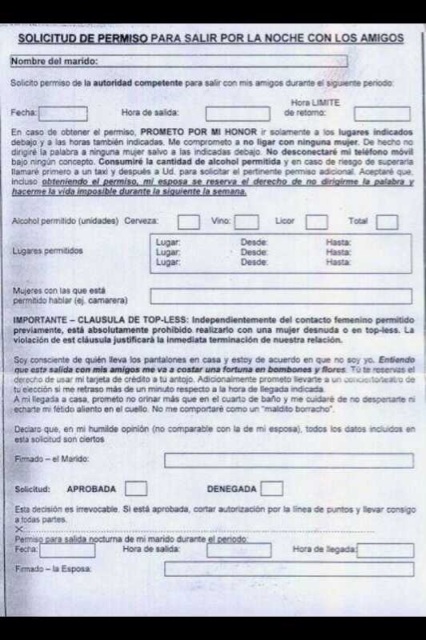 SOLICITUD DE PERMISO PARA SALIR POR LA NOCHE CON LOS AMIGOS
Nombre del marido:
Solicito permiso de la autoridad competente para salir con mis amigos durante el siguiente periodo:
Fecha: Hora de salida: Hora LIMITE de retorno:
En caso de obtener el permiso, PROMETO POR MI HONOR ir solamente a los lugares indicados
debajo y a las horas también indicadas. Me comprometo a no ligar con ninguna mujer. De hecho no
dirigiré la palabra a ninguna mujer salvo a las indicadas debajo. No desconectaré mi teléfono móvil
bajo ningún concepto. Consumiré la cantidad de alcohol permitida y en caso de riesgo de superarla
llamaré primero a un taxi y después a Ud. para solicitar el pertinente permiso adicional. Aceptaré que,
incluso obteniendo el permiso, mi esposa se reserva el derecho de no dirigirme la palabra y
hacerme la vida imposible durante la siguiente la semana.
Alcohol permitido (unidades) Cerveza: Vino: Licor Total
Lugares permitidos
Lugar: Desde: Hasta:
Lugar: Desde: Hasta:
Lugar: Desde: Hasta:
Mujeres con las que está
permitido hablar (ej. camarera)
IMPORTANTE – CLAUSULA DE TOP-LESS: Independientemente del contacto femenino permitido
previamente, está absolutamente prohibido realizarlo con una mujer desnuda o en top-less. La
violación de est cláusula justificará la inmediata terminación de nuestra relación.
Soy consciente de quién lleva los pantalones en casa y estoy de acuerdo en que no soy yo. Entiendo
que esta salida con mis amigos me va a costar una fortuna en bombones y flores. Tú te reservas el
derecho de usar mi tarjeta de crédito a tu antojo. Adicionalmente prometo llevarte a un concierto/teatro de
tu elección si me retraso más de un minuto respecto a la hora de llegada indicada.
A mi llegada a casa, prometo no orinar más que en el cuarto de baño y me cuidaré de no despertarte ni
echarte mi fétido aliento en el cuello. No me comportaré como un "maldito borracho".
Declaro que, en mi humilde opinión (no comparable con la de mi esposa), todos los datos incluidos en
esta solicitud son ciertos
Firmado – el Marido:
Solicitud: APROBADA DENEGADA
Esta decisión es irrevocable. Si está aprobada, cortar autorización por la línea de puntos y llevar consigo
a todas partes.
Permiso para salida nocturna de mi marido durante el periodo:
Fecha: Hora de salida: Hora de llegada:
Firmado – la Esposa: